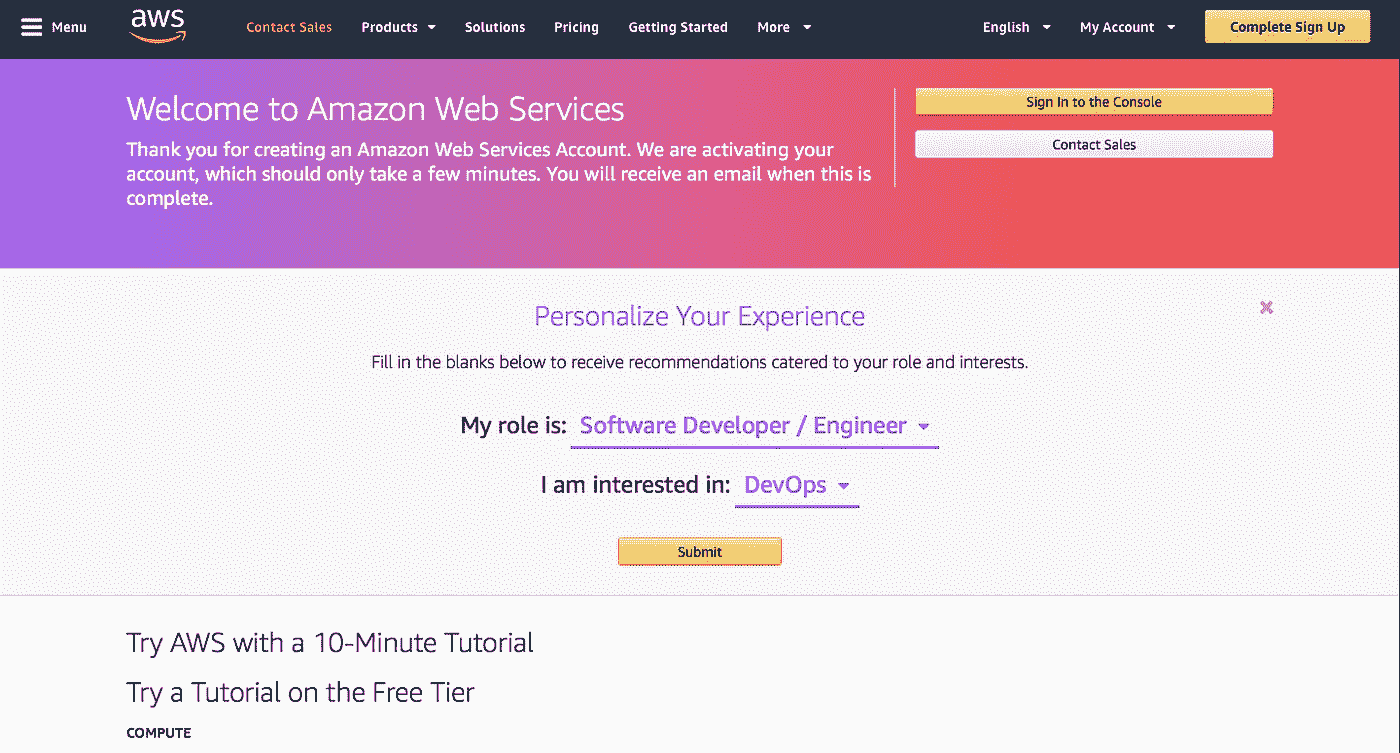 Menu
aws
Contact Sales
Products
Solutions
Pricing
Getting Started
More
English
My Account
Complete Sign Up
Welcome to Amazon Web Services
Thank you for creating an Amazon Web Services Account. We are activating your
account, which should only take a few minutes. You will receive an email when this is
complete.
Sign In to the Console
Contact Sales
Personalize Your Experience
Fill in the blanks below to receive recommendations catered to your role and interests.
My role is: Software Developer / Engineer
I am interested in: DevOps
Submit
Try AWS with a 10-Minute Tutorial
Try a Tutorial on the Free Tier
COMPUTE